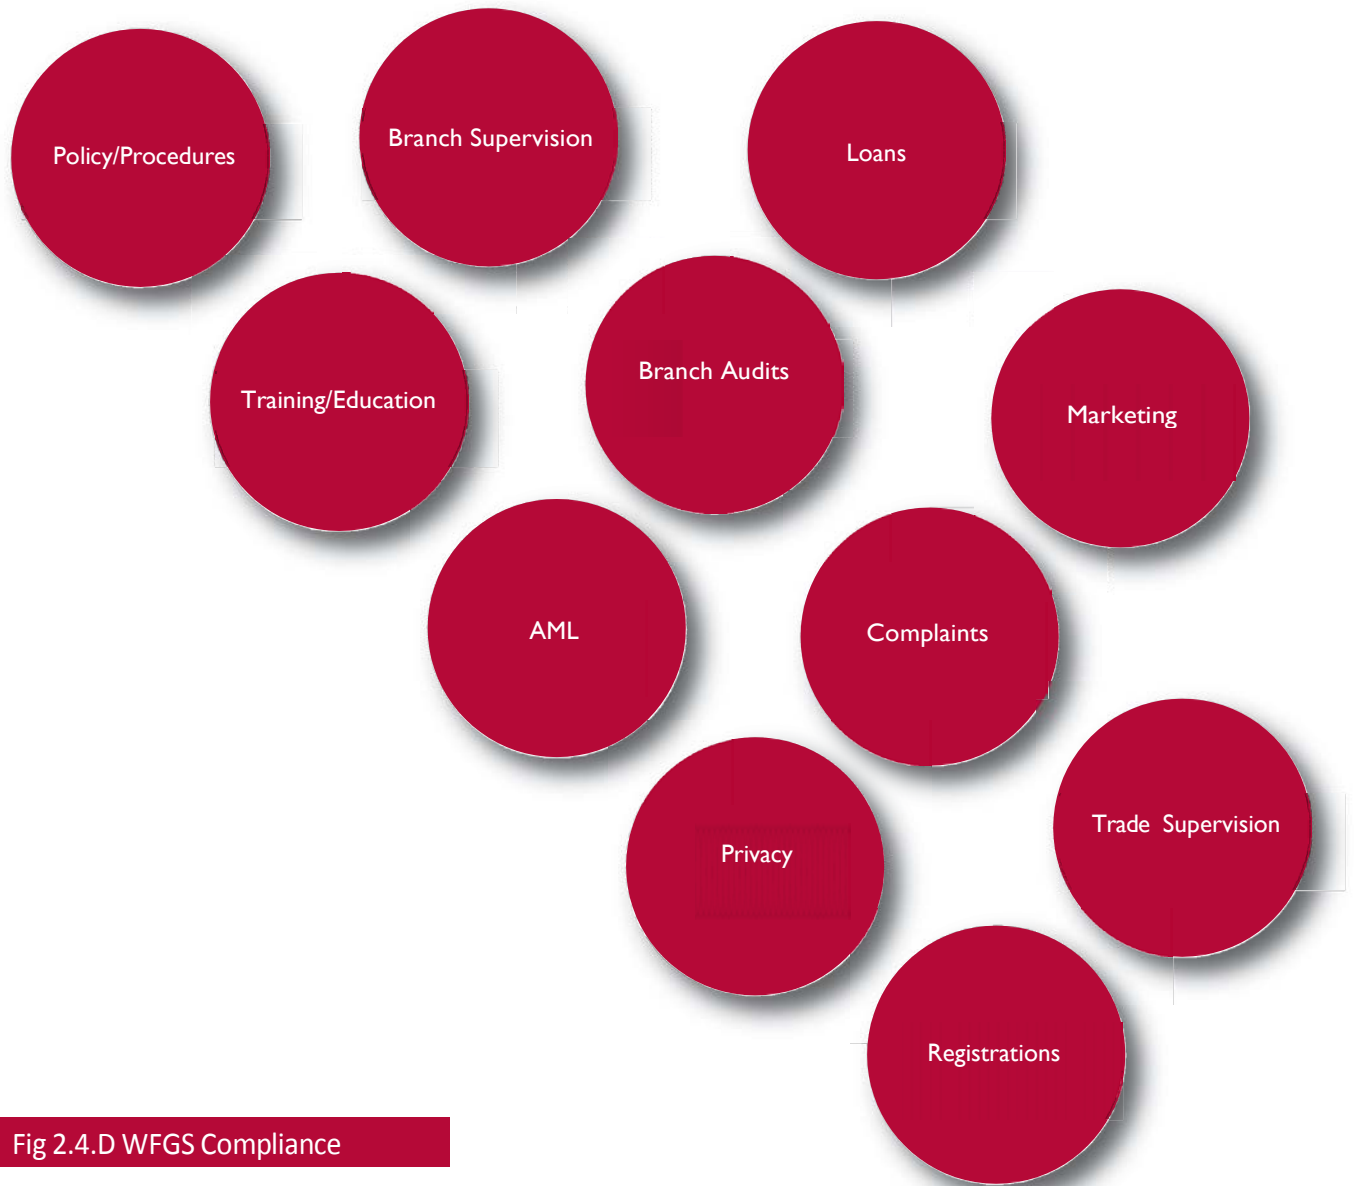 Policy/Procedures
Branch Supervision
Loans
Training/Education
Branch Audits
Marketing
AML
Complaints
Privacy
Trade Supervision
Registrations
Fig 2.4.D WFGS Compliance